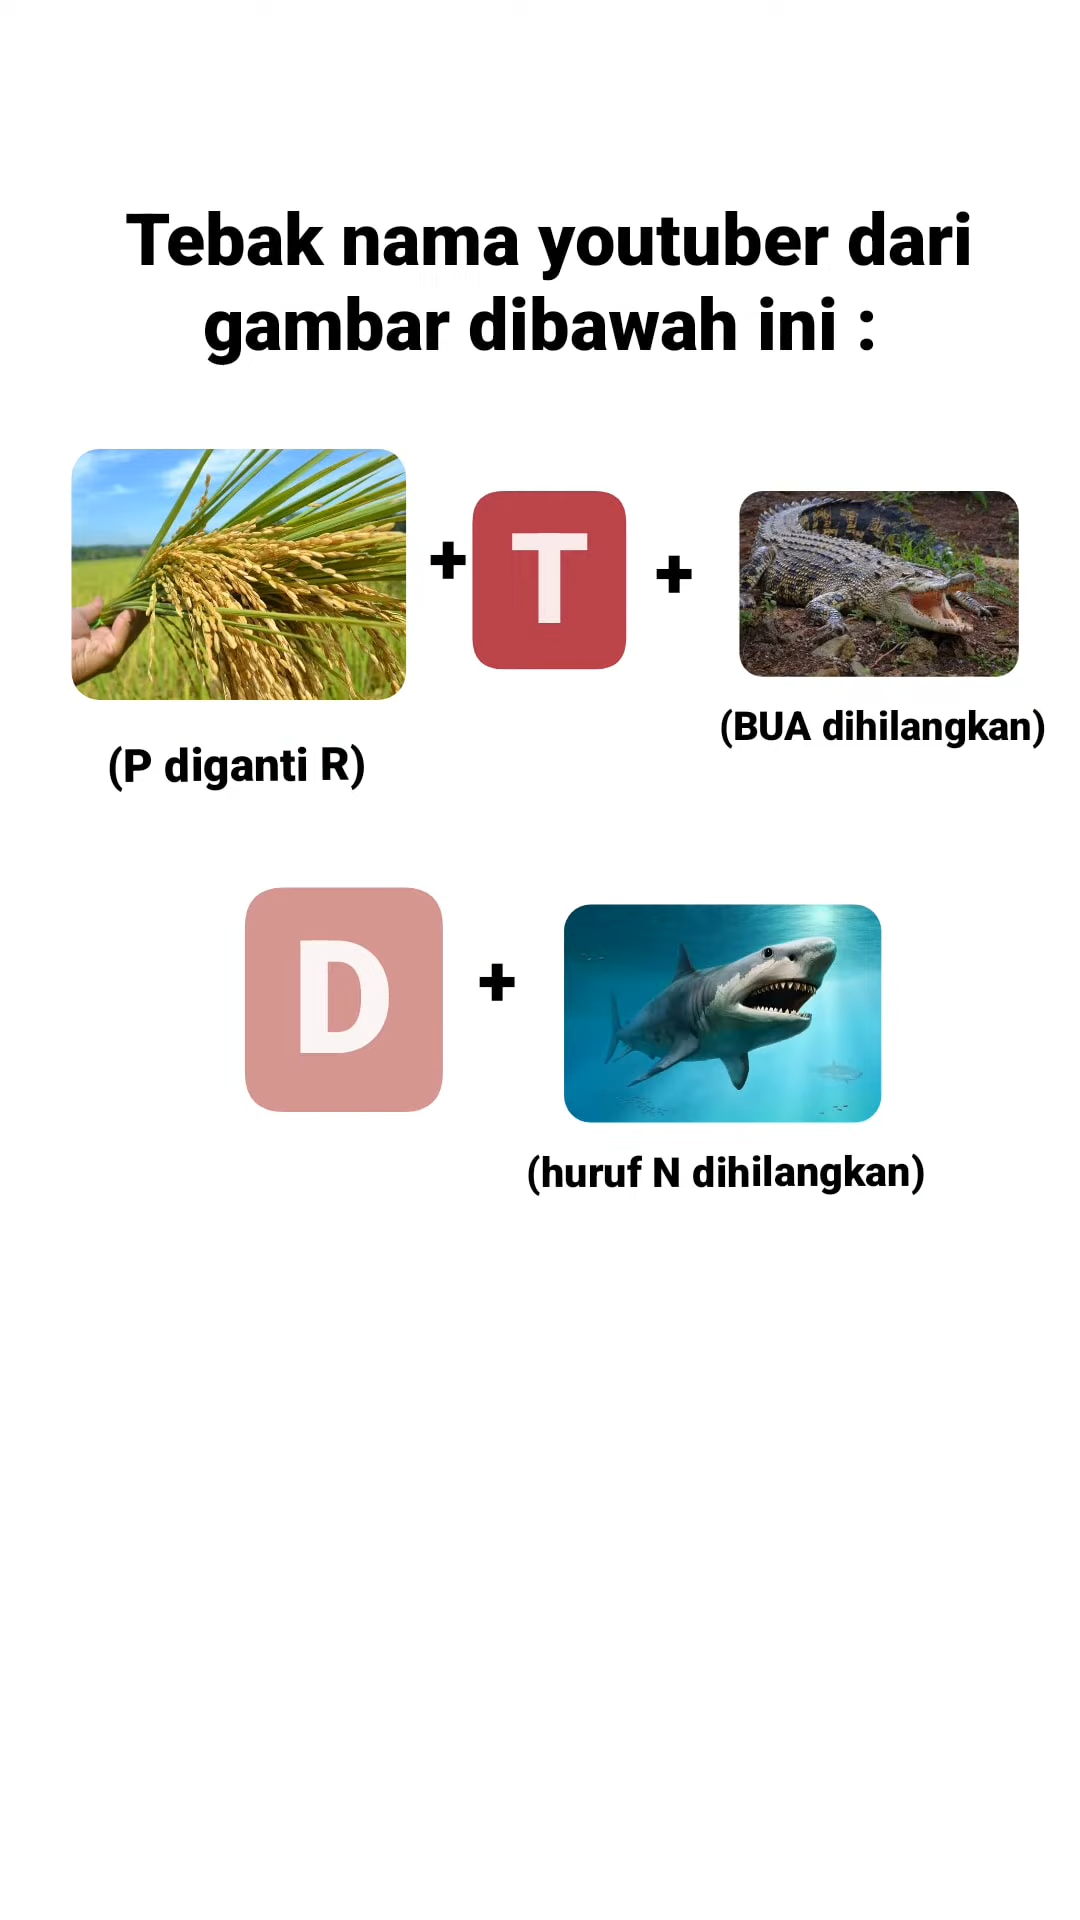 Tebak nama youtuber dari
gambar dibawah ini :
+ T +
(BUA dihilangkan)
(P diganti R)
D +
(huruf N dihilangkan)